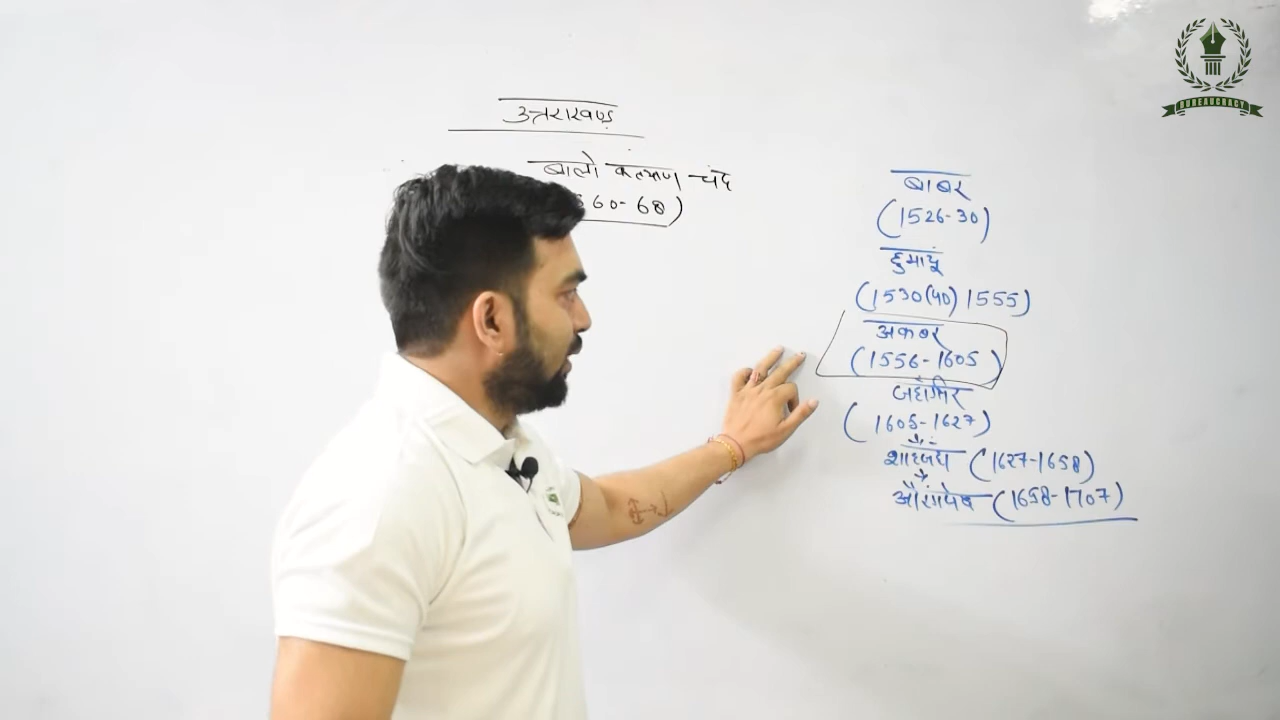 BUREAUCRACY
उत्तराखण्ड
बालो कल्याण चंद
60-68)
बाबर
(1526-30)
हुमायूं
(1530(40) 1555)
अकबर
(1556-1605)
जहाँगिर
(1605-1627)
शाहजहां (1627-1658)
औरंगजेब (1658-1707)